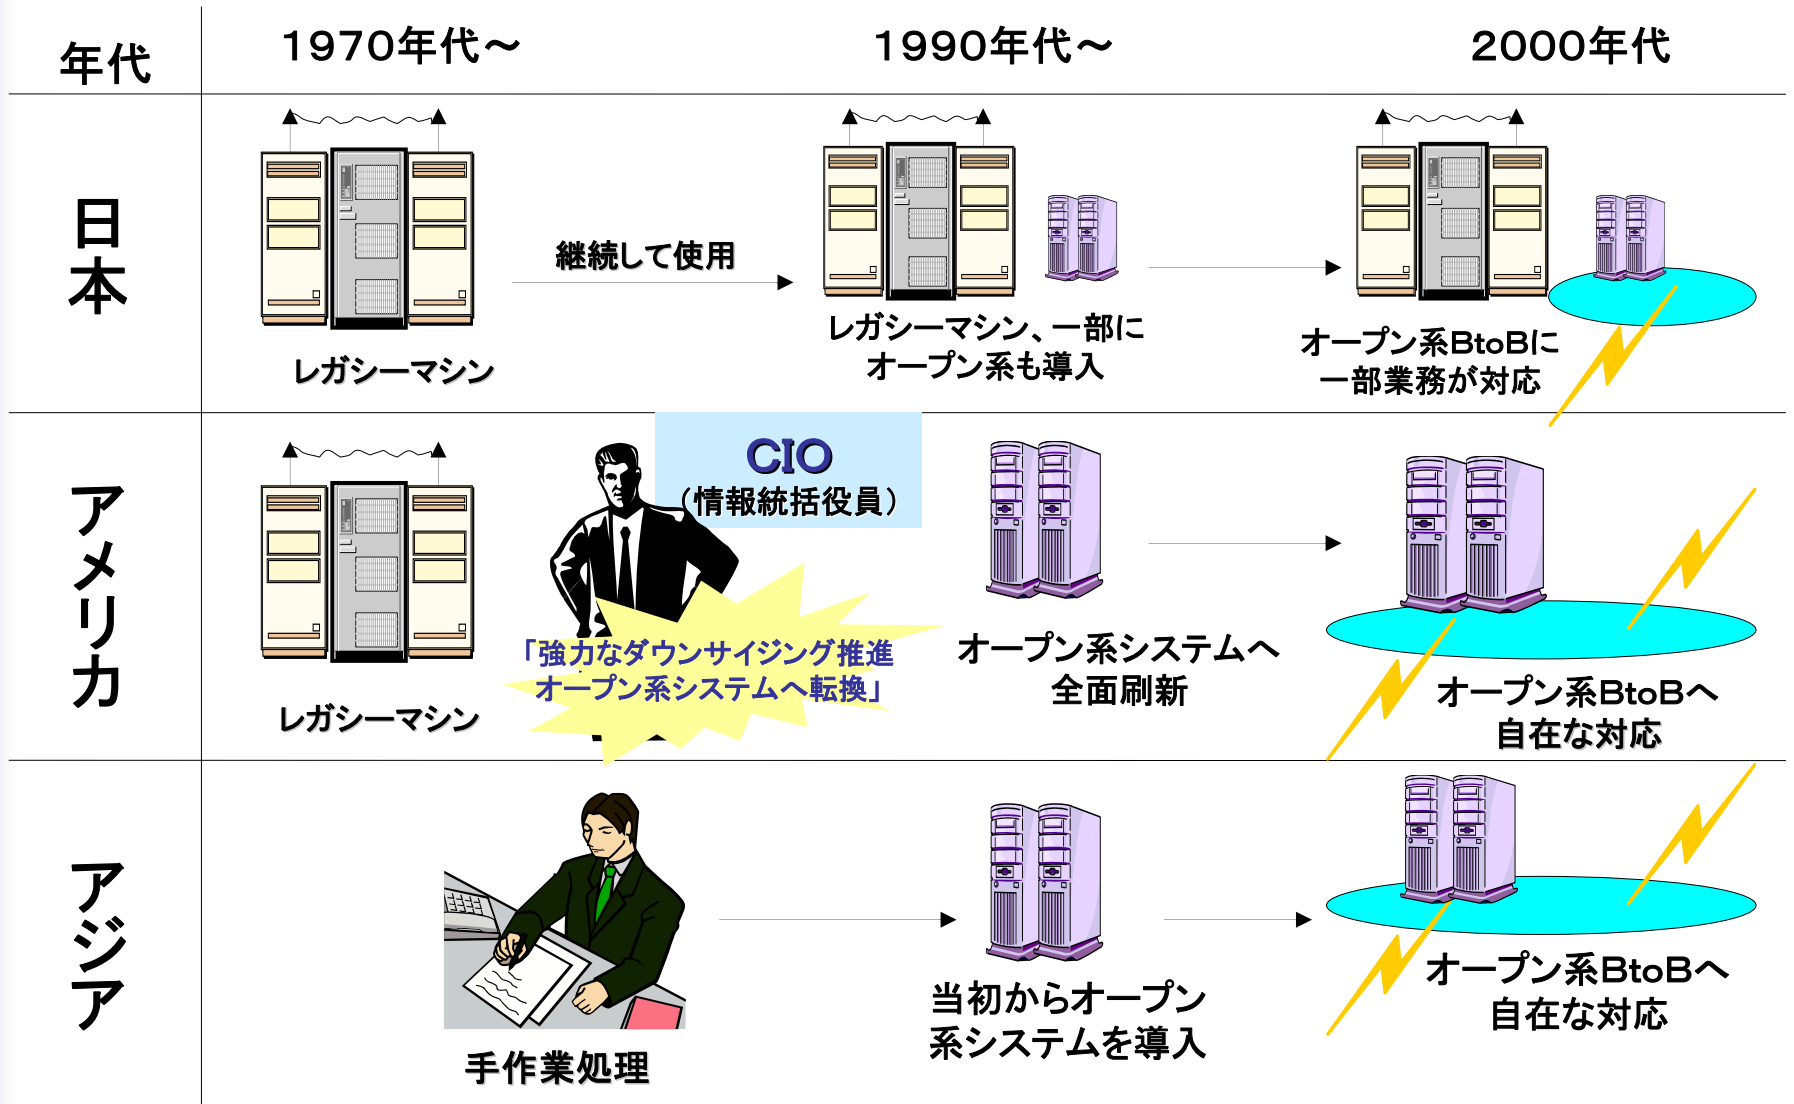 年代
1970年代～
1990年代～
2000年代
日本
継続して使用
レガシーマシン
レガシーマシン、一部に
オープン系も導入
オープン系BtoBに
一部業務が対応
アメリカ
CIO
（情報統括役員）
「強力なダウンサイジング推進
オープン系システムへ転換」
レガシーマシン
オープン系システムへ
全面刷新
オープン系BtoBへ
自在な対応
アジア
手作業処理
当初からオープン
系システムを導入
オープン系BtoBへ
自在な対応